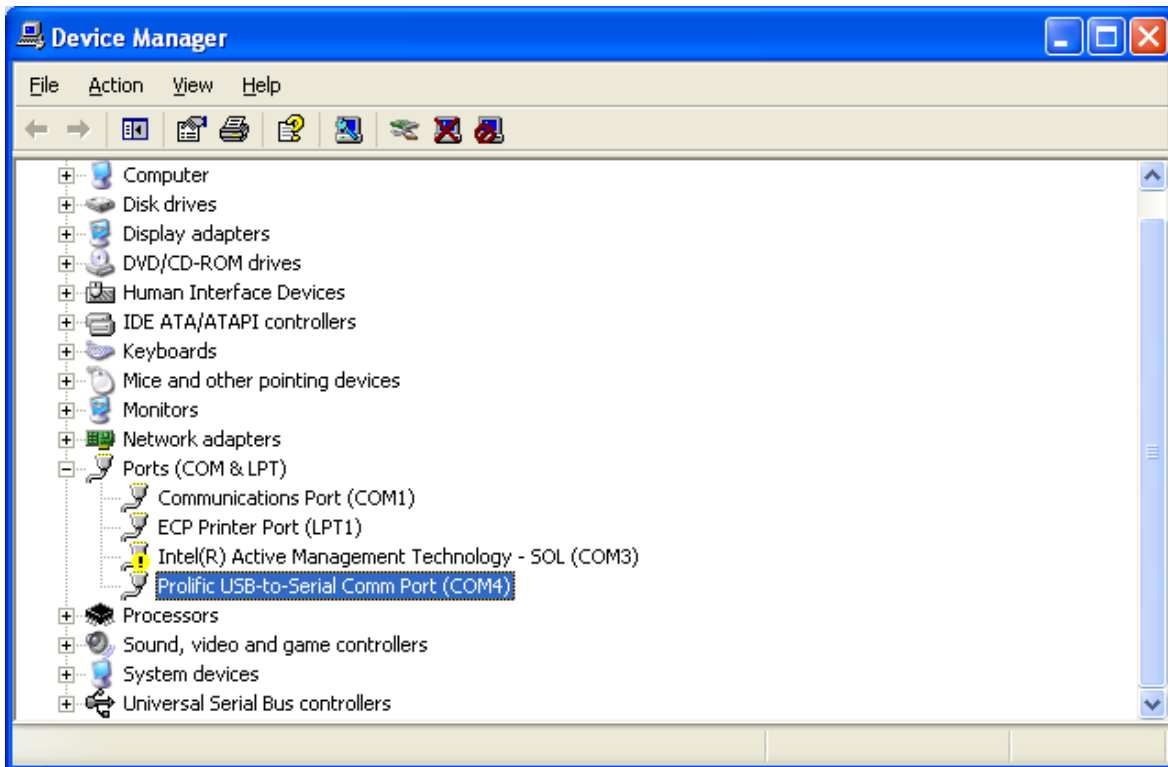 Device Manager
File Action View Help
Computer
Disk drives
Display adapters
DVD/CD-ROM drives
Human Interface Devices
IDE ATA/ATAPI controllers
Keyboards
Mice and other pointing devices
Monitors
Network adapters
Ports (COM & LPT)
Communications Port (COM1)
ECP Printer Port (LPT1)
Intel(R) Active Management Technology - SOL (COM3)
Prolific USB-to-Serial Comm Port (COM4)
Processors
Sound, video and game controllers
System devices
Universal Serial Bus controllers